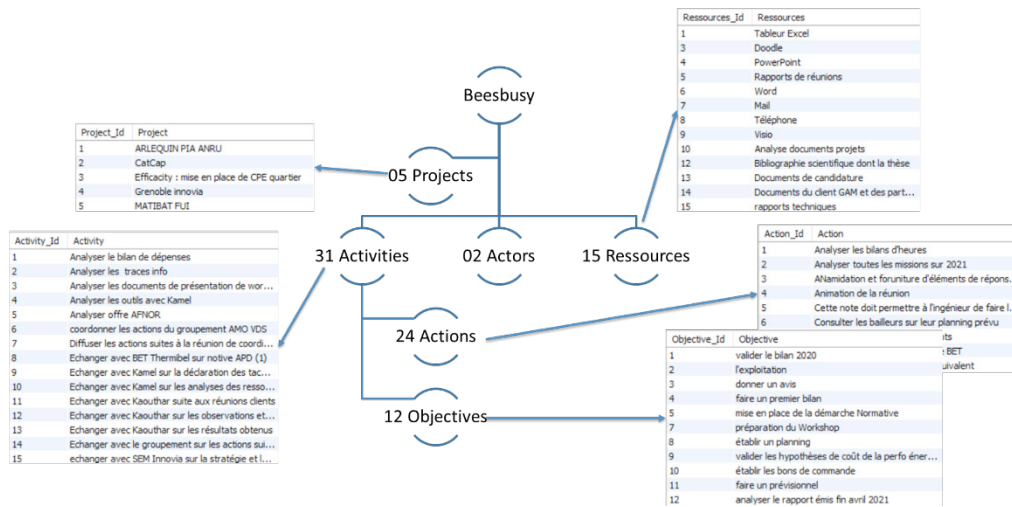 Beesbusy
05 Projects
31 Activities
02 Actors
15 Ressources
24 Actions
12 Objectives
Project_Id Project
1 ARLEQUIN PIA ANRU
2 CatCap
3 Efficacity : mise en place de CPE quartier
4 Grenoble innovia
5 MATIBAT FUI
Ressources_Id Ressources
1 Tableur Excel
3 Doodle
4 PowerPoint
5 Rapports de réunions
6 Word
7 Mail
8 Téléphone
9 Visio
10 Analyse documents projets
12 Bibliographie scientifique dont la thèse
13 Documents de candidature
14 Documents du client GAM et des part...
15 rapports techniques
Activity_Id Activity
1 Analyser le bilan de dépenses
2 Analyser les traces info
3 Analyser les documents de présentation de wor...
4 Analyser les outils avec Kamel
5 Analyser offre AFNOR
6 coordonner les actions du groupement AMO VDS
7 Diffuser les actions suites à la réunion de coordi...
8 Echanger avec BET Thermibel sur notive APD (1)
9 Echanger avec Kamel sur la déclaration des tac...
10 Echanger avec Kamel sur les analyses des resso...
11 Echanger avec Kaouthar suite aux réunions clients
12 Echanger avec Kaouthar sur les observations et...
13 Echanger avec Kaouthar sur les résultats obtenus
14 Echanger avec le groupement sur les actions sui...
15 echanger avec SEM Innovia sur la stratégie et l...
Action_Id Action
1 Analyser les bilans d'heures
2 Analyser toutes les missions sur 2021
3 ANamidation et foruniture d'éléments de répons...
4 Animation de la réunion
5 Cette note doit permettre à l'ingénieur de faire l...
6 Consulter les bailleurs sur leur planning prévu
nts
BET
uivalent
Objective_Id Objective
1 valider le bilan 2020
2 l'exploitation
3 donner un avis
4 faire un premier bilan
5 mise en place de la démarche Normative
7 préparation du Workshop
8 établir un planning
9 valider les hypothèses de coût de la perfo éner...
10 établir les bons de commande
11 faire un prévisionnel
12 analyser le rapport émis fin avril 2021